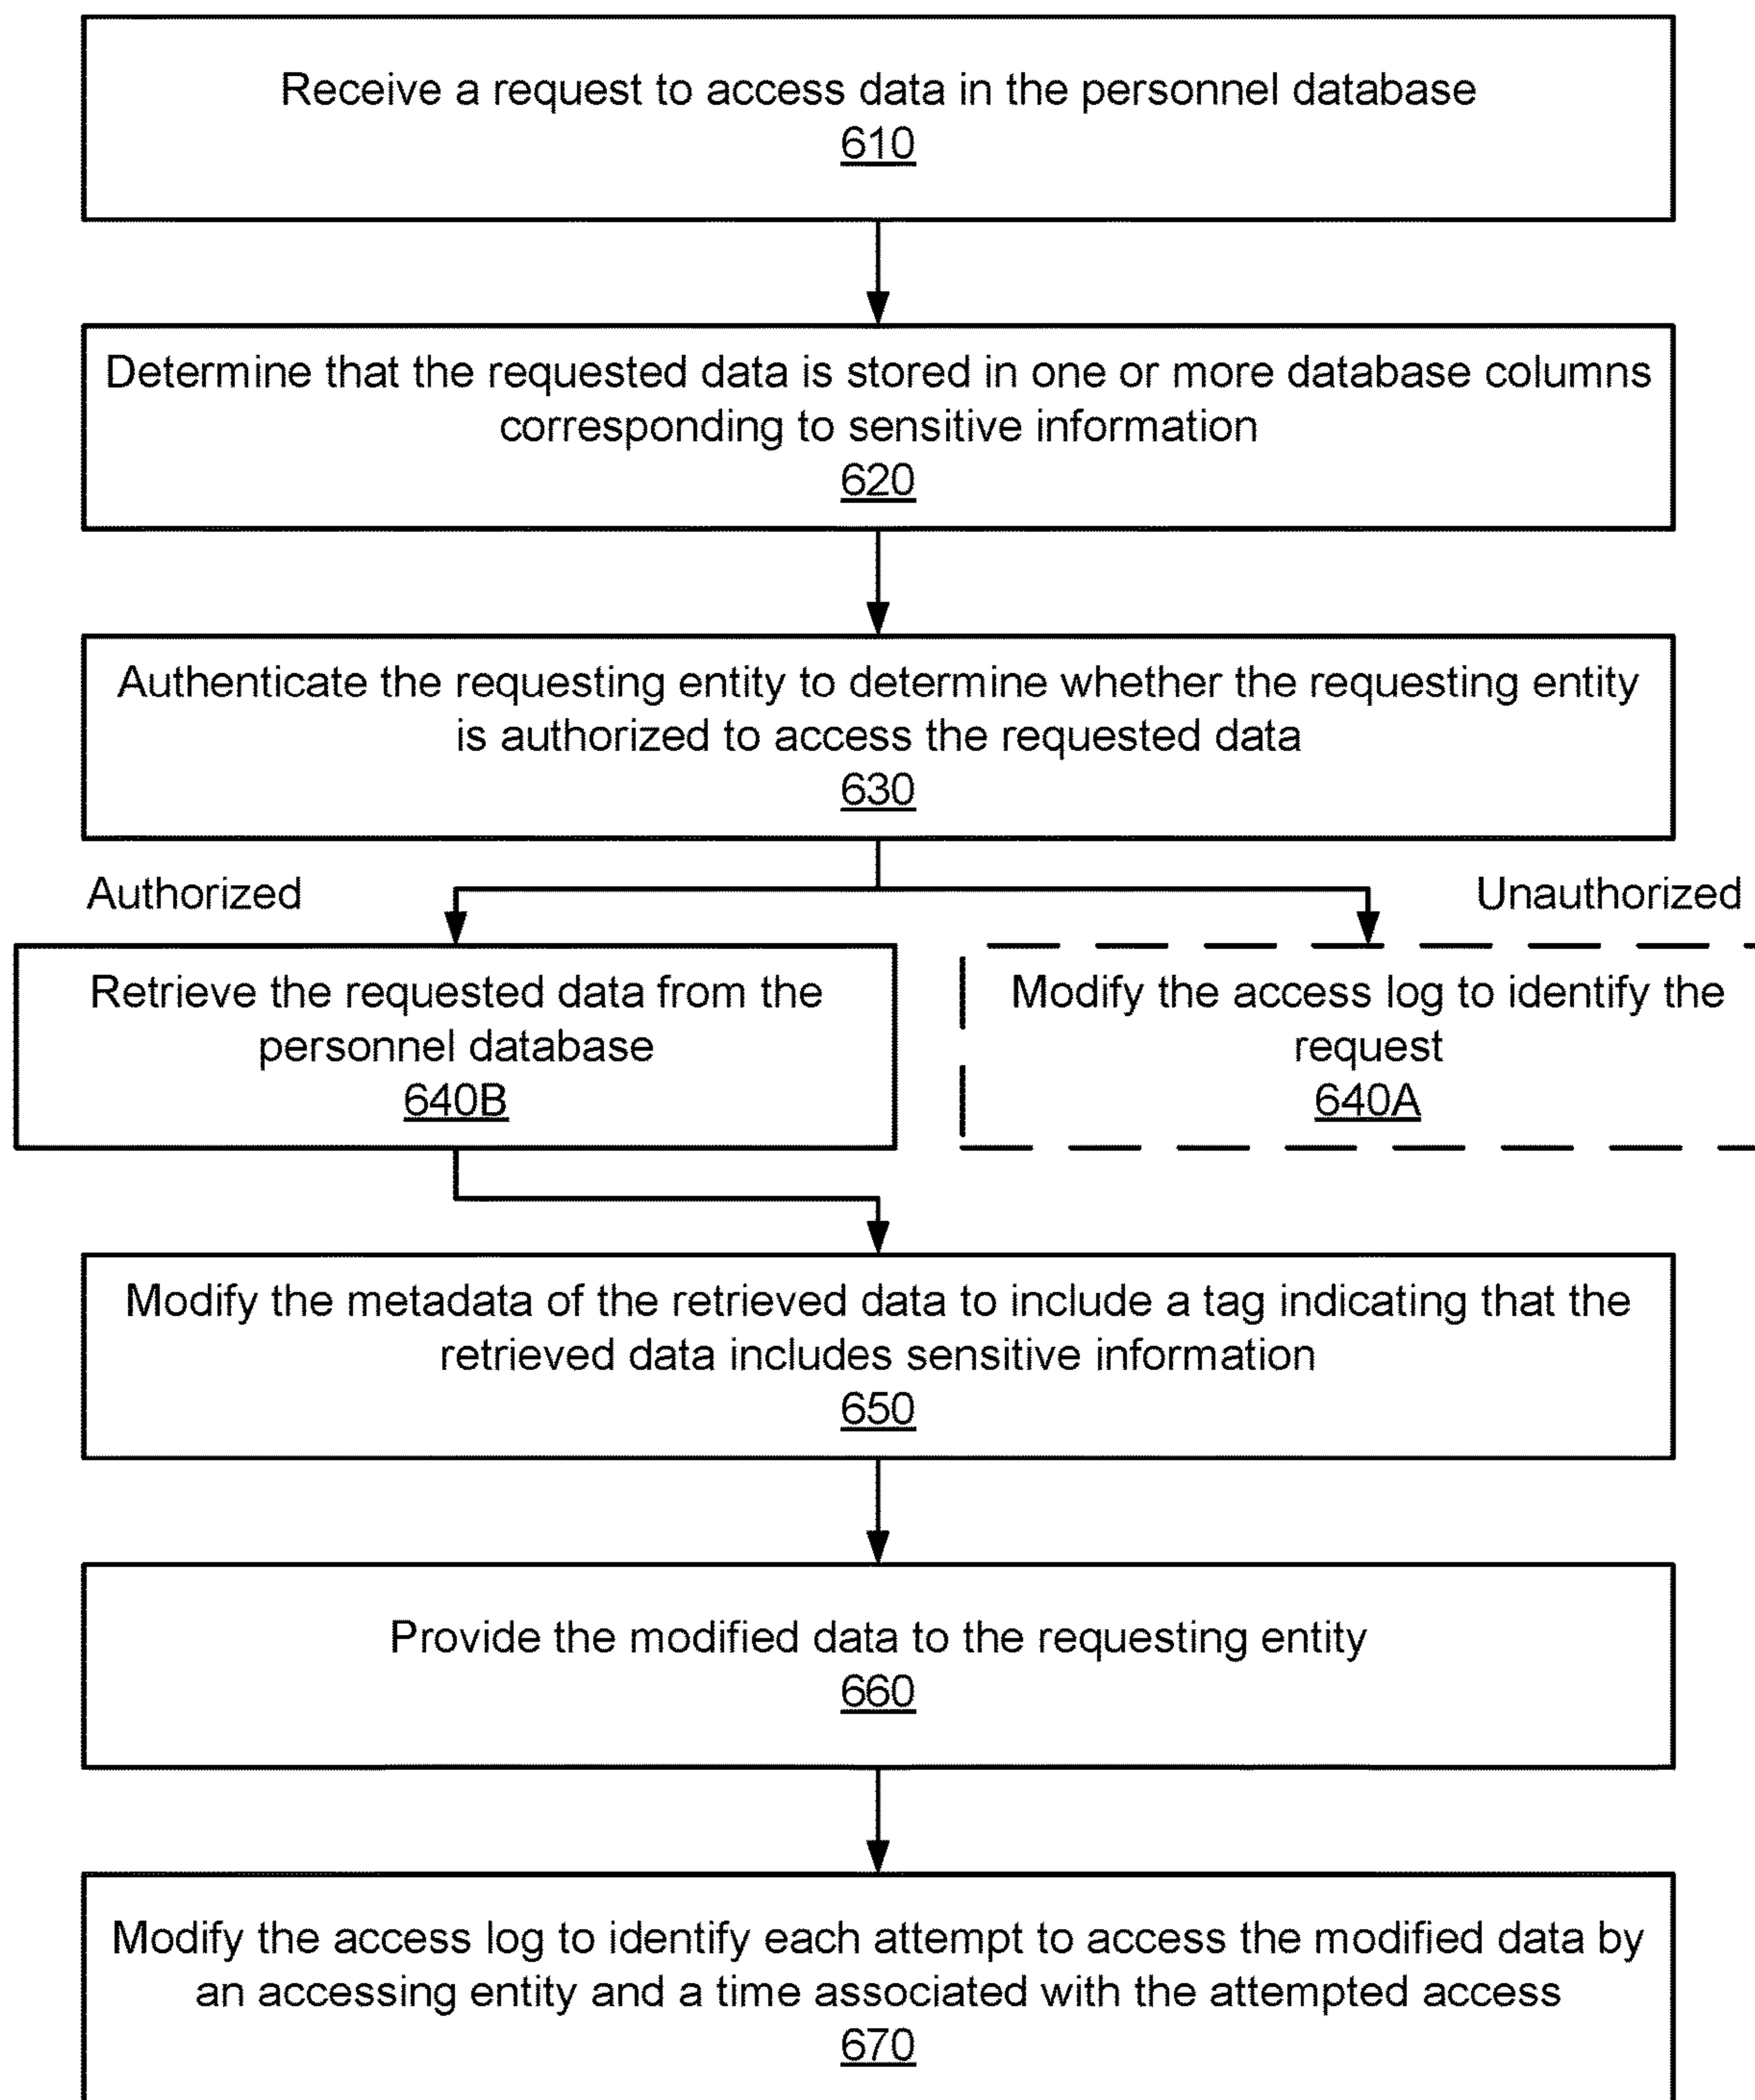 Receive a request to access data in the personnel database
610
Determine that the requested data is stored in one or more database columns
corresponding to sensitive information
620
Authenticate the requesting entity to determine whether the requesting entity
is authorized to access the requested data
630
Authorized
Unauthorized
Retrieve the requested data from the
personnel database
640B
Modify the access log to identify the
request
640A
Modify the metadata of the retrieved data to include a tag indicating that the
retrieved data includes sensitive information
650
Provide the modified data to the requesting entity
660
Modify the access log to identify each attempt to access the modified data by
an accessing entity and a time associated with the attempted access
670